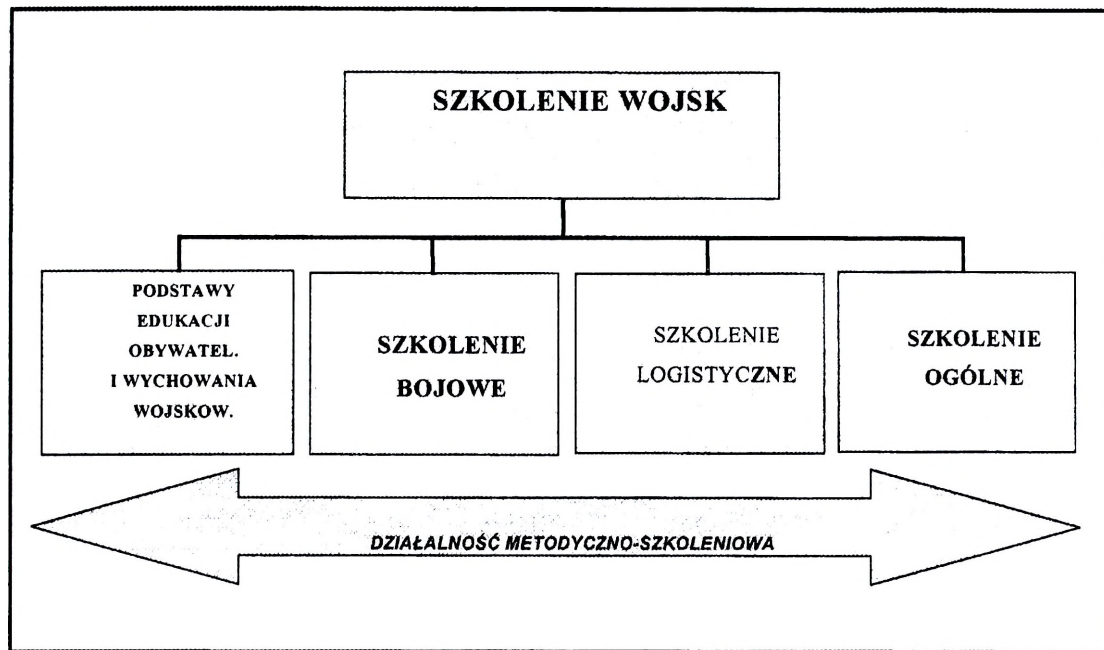 SZKOLENIE WOJSK
PODSTAWY
EDUKACJI
OBYWATEL.
I WYCHOWANIA
WOJSKOW.
SZKOLENIE
BOJOWE
SZKOLENIE
LOGISTYCZNE
SZKOLENIE
OGÓLNE
DZIAŁALNOŚĆ METODYCZNO-SZKOLENIOWA